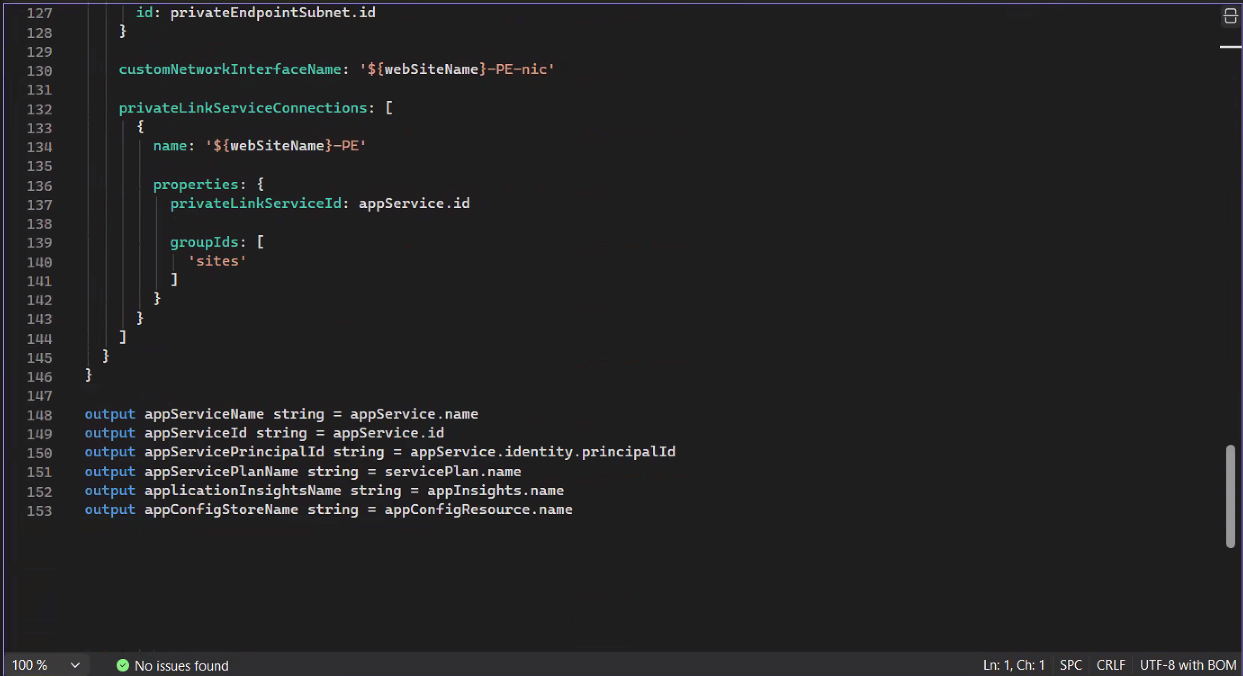 127 id: privateEndpointSubnet.id
128 }
129
130 customNetworkInterfaceName: '${webSiteName}-PE-nic'
131
132 privateLinkServiceConnections: [
133 {
134 name: '${webSiteName}-PE'
135
136 properties: {
137 privateLinkServiceId: appService.id
138
139 groupIds: [
140 'sites'
141 ]
142 }
143 }
144 ]
145 }
146 }
147
148 output appServiceName string = appService.name
149 output appServiceId string = appService.id
150 output appServicePrincipalId string = appService.identity.principalId
151 output appServicePlanName string = servicePlan.name
152 output applicationInsightsName string = appInsights.name
153 output appConfigStoreName string = appConfigResource.name
100 % No issues found Ln: 1, Ch: 1 SPC CRLF UTF-8 with BOM